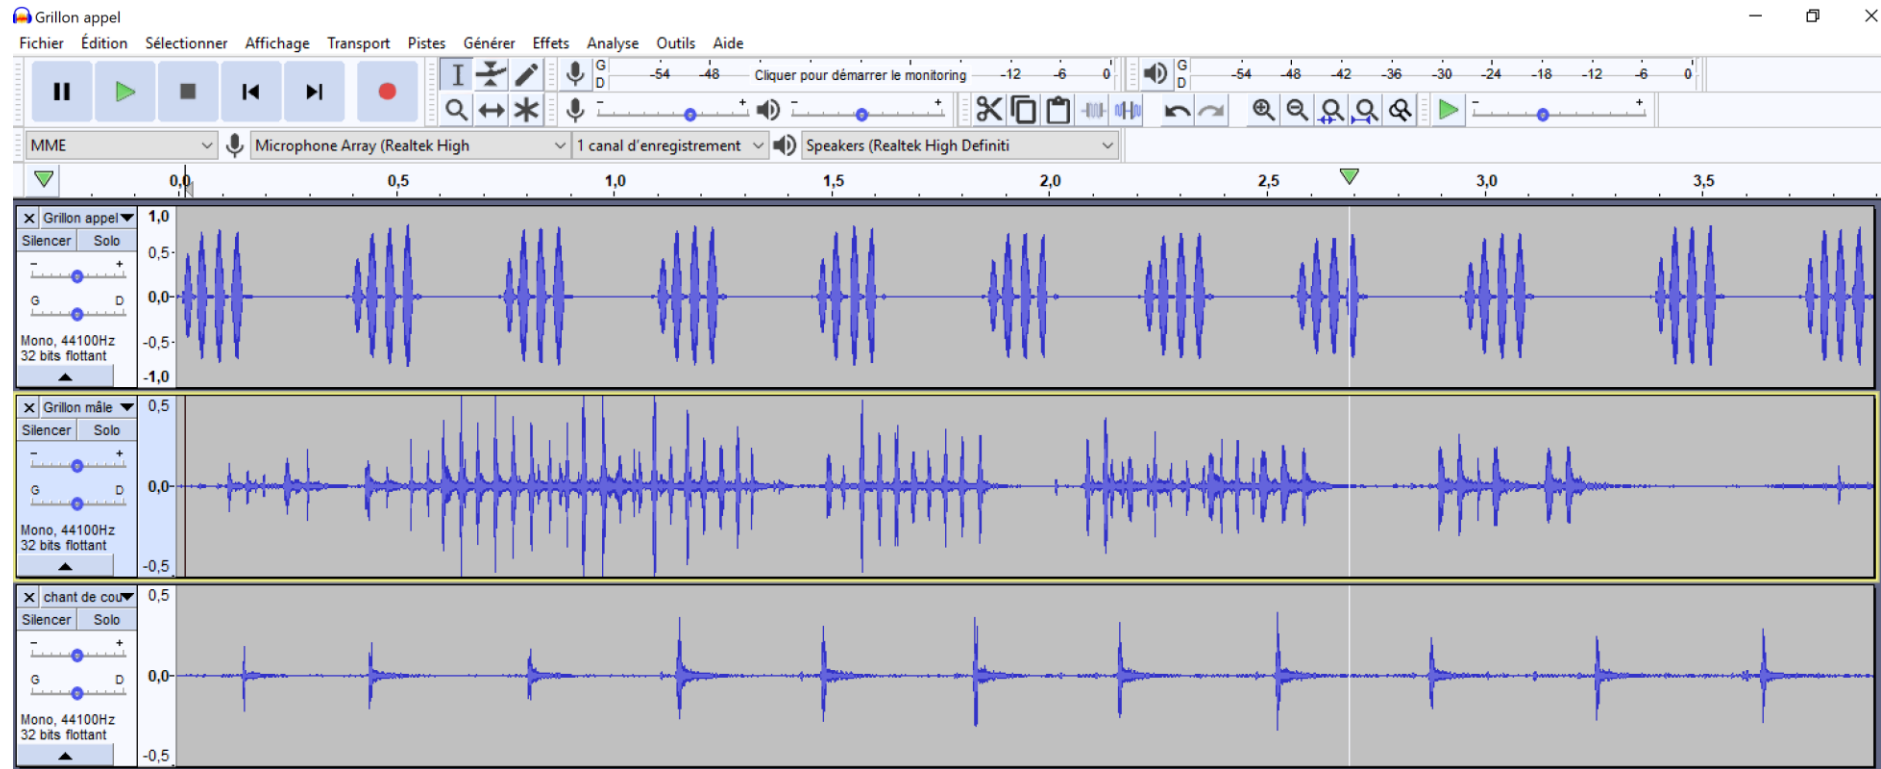 Grillon appel
Fichier Édition Sélectionner Affichage Transport Pistes Générer Effets Analyse Outils Aide
G D -54 -48 Cliquer pour démarrer le monitoring -12 -6 0 G D -54 -48 -42 -36 -30 -24 -18 -12 -6 0
- + - + - +
MME Microphone Array (Realtek High 1 canal d'enregistrement Speakers (Realtek High Definiti
0,0 0,5 1,0 1,5 2,0 2,5 3,0 3,5
Grillon appel 1,0
Silencer Solo
0,5
- +
G D 0,0
Mono, 44100Hz -0,5
32 bits flottant
-1,0
Grillon mâle 0,5
Silencer Solo
- +
G D 0,0
Mono, 44100Hz
32 bits flottant
-0,5
chant de cou 0,5
Silencer Solo
- +
G D 0,0
Mono, 44100Hz
32 bits flottant
-0,5